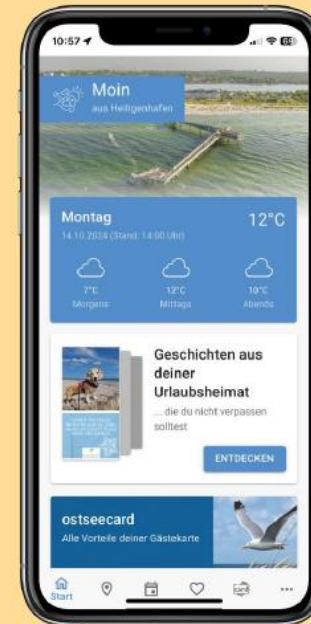 10:57
Moin
aus Heiligenhafen
Montag
12°C
14.10.2024 (Stand: 14:00 Uhr)
7°C
12°C
10°C
Morgens
Mittags
Abends
Geschichten aus
deiner
Urlaubsheimat
... die du nicht verpassen
solltest
ENTDECKEN
ostseecard
Alle Vorteile deiner Gästekarte
Start
card